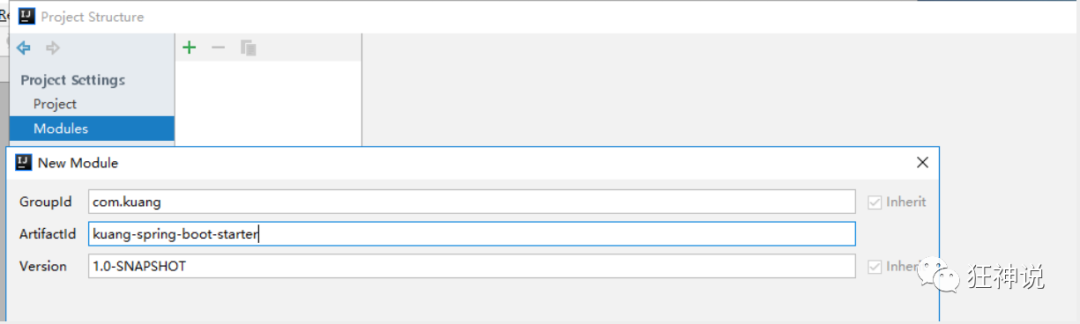 Project Structure
Project Settings
Project
Modules
New Module
GroupId com.kuang Inherit
ArtifactId kuang-spring-boot-starter
Version 1.0-SNAPSHOT
狂神说